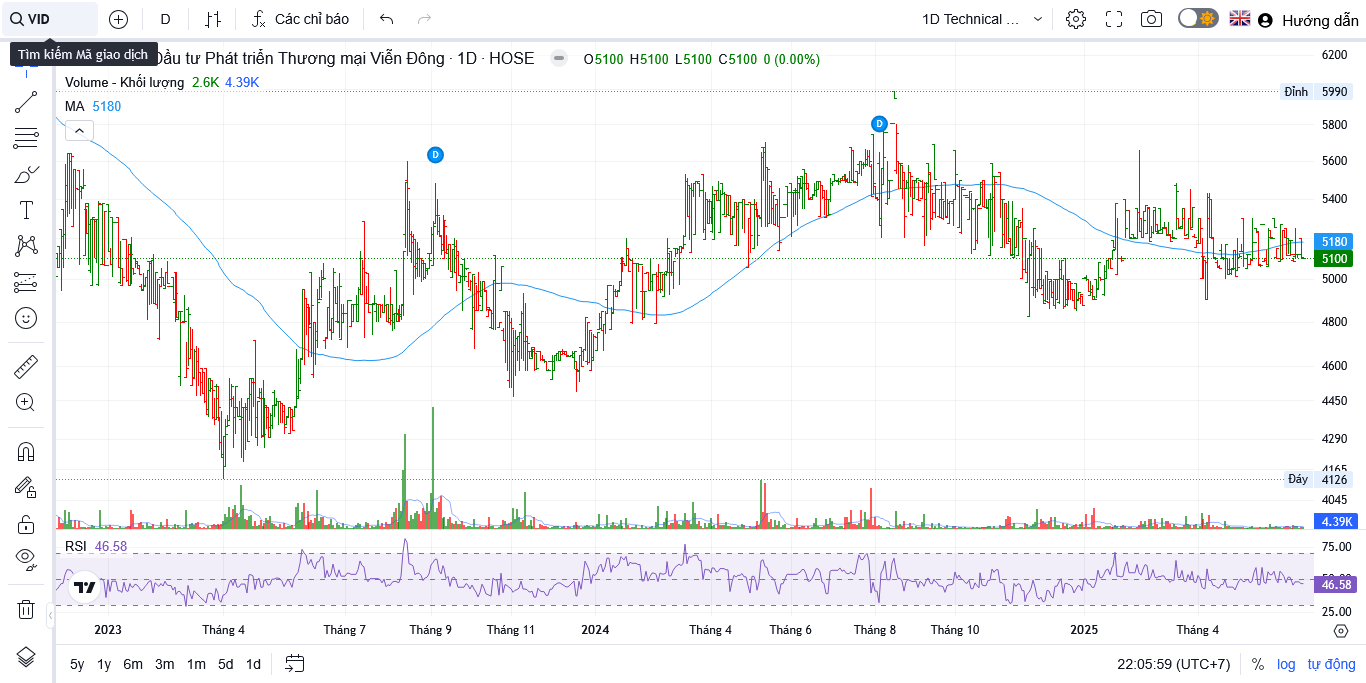 VID
D
Các chỉ báo
1D Technical ...
Hướng dẫn
Tìm kiếm Mã giao dịch
Đầu tư Phát triển Thương mại Viễn Đông · 1D · HOSE
O5100 H5100 L5100 C5100 0 (0.00%)
Volume - Khối lượng 2.6K 4.39K
MA 5180
D
D
6200
Đỉnh 5990
5800
5600
5400
5180
5100
5000
4800
4600
4450
4290
4165
Đáy 4126
4045
4.39K
RSI 46.58
75.00
46.58
25.00
2023 Tháng 4 Tháng 7 Tháng 9 Tháng 11 2024 Tháng 4 Tháng 6 Tháng 8 Tháng 10 2025 Tháng 4
5y 1y 6m 3m 1m 5d 1d
22:05:59 (UTC+7) % log tự động